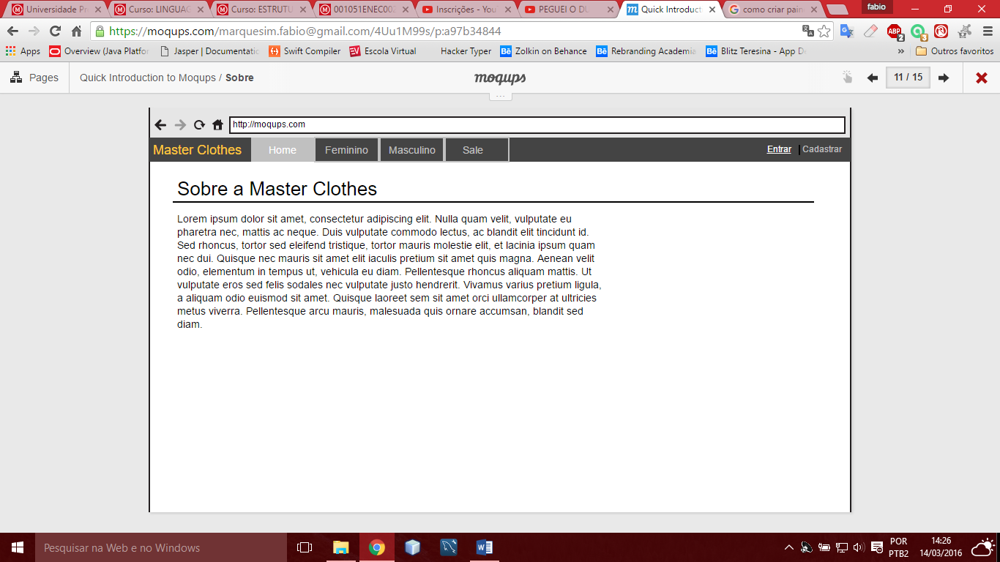 Universidade Pr
Curso: LINGUAG
Curso: ESTRUTU
001051ENEC002
Inscrições - You
PEGUEI O DU
Quick Introduct
como criar pain
fabio
https://moqups.com/marquesim.fabio@gmail.com/4Uu1M99s/p:a97b34844
ABP
2
3
Apps
Overview (Java Platfor
Jasper | Documentatic
Swift Compiler
Escola Virtual
Hacker Typer
Zolkin on Behance
Rebranding Academia
Blitz Teresina - App De
»
Outros favoritos
Pages
Quick Introduction to Moqups / Sobre
moqups
11 / 15
...
http://moqups.com
Master Clothes
Home
Feminino
Masculino
Sale
Entrar
Cadastrar
Sobre a Master Clothes
Lorem ipsum dolor sit amet, consectetur adipiscing elit. Nulla quam velit, vulputate eu
pharetra nec, mattis ac neque. Duis vulputate commodo lectus, ac blandit elit tincidunt id.
Sed rhoncus, tortor sed eleifend tristique, tortor mauris molestie elit, et lacinia ipsum quam
nec dui. Quisque nec mauris sit amet elit iaculis pretium sit amet quis magna. Aenean velit
odio, elementum in tempus ut, vehicula eu diam. Pellentesque rhoncus aliquam mattis. Ut
vulputate eros sed felis sodales nec vulputate justo hendrerit. Vivamus varius pretium ligula,
a aliquam odio euismod sit amet. Quisque laoreet sem sit amet orci ullamcorper at ultricies
metus viverra. Pellentesque arcu mauris, malesuada quis ornare accumsan, blandit sed
diam.
Pesquisar na Web e no Windows
POR
PTB2
14:26
14/03/2016